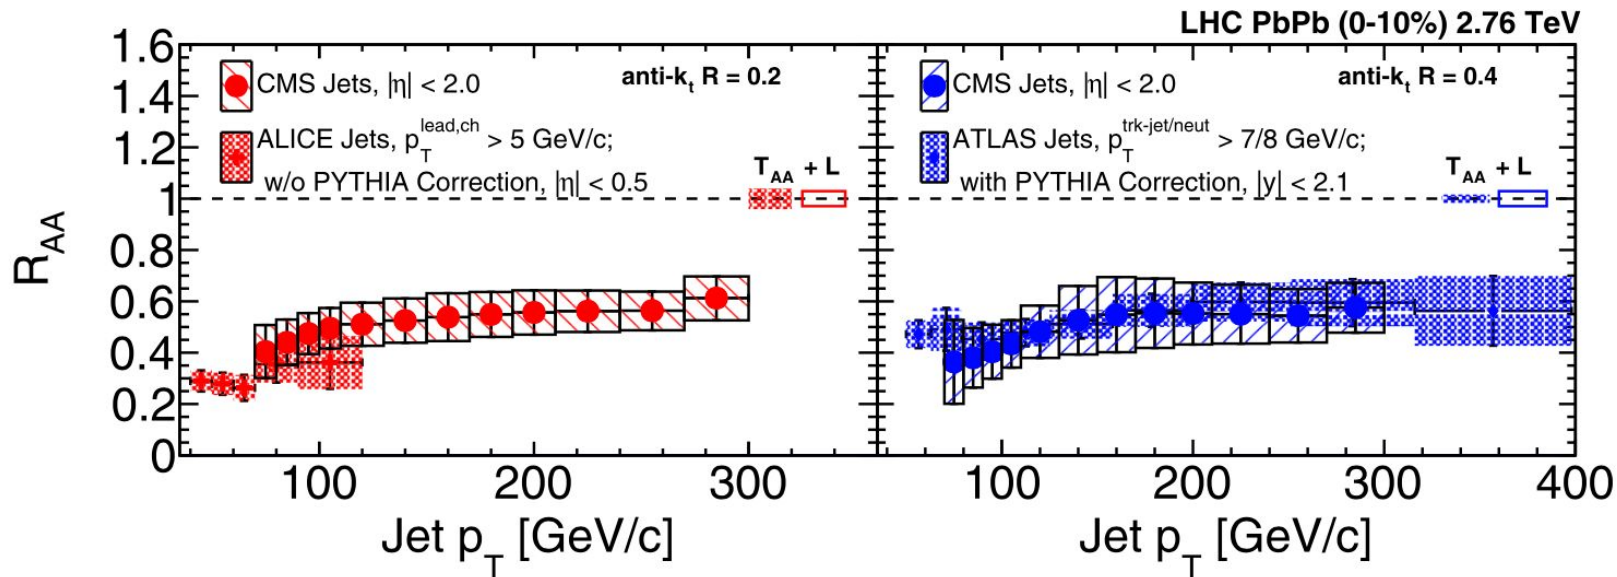 LHC PbPb (0-10%) 2.76 TeV
CMS Jets, |η| < 2.0
anti-k_t R = 0.2
ALICE Jets, p_T^lead,ch > 5 GeV/c;
w/o PYTHIA Correction, |η| < 0.5
T_AA + L
CMS Jets, |η| < 2.0
anti-k_t R = 0.4
ATLAS Jets, p_T^trk-jet/neut > 7/8 GeV/c;
with PYTHIA Correction, |y| < 2.1
T_AA + L
R_AA
1.6
1.4
1.2
1
0.8
0.6
0.4
0.2
0
100 200 300
100 200 300 400
Jet p_T [GeV/c]
Jet p_T [GeV/c]